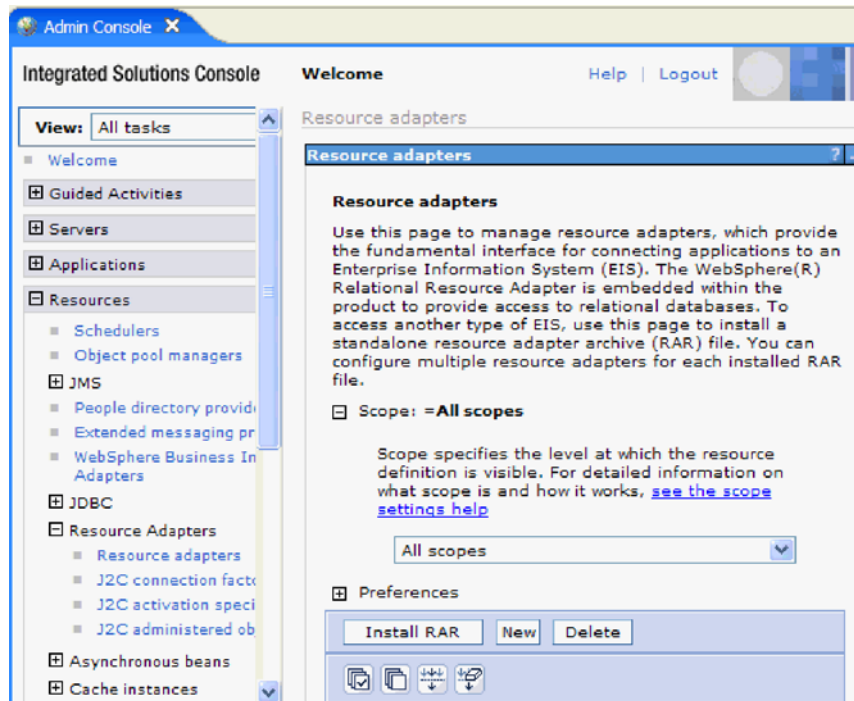 Admin Console
Integrated Solutions Console
Welcome
Help | Logout
View: All tasks
Welcome
Guided Activities
Servers
Applications
Resources
Schedulers
Object pool managers
JMS
People directory provid
Extended messaging pr
WebSphere Business In
Adapters
JDBC
Resource Adapters
Resource adapters
J2C connection facto
J2C activation speci
J2C administered ob
Asynchronous beans
Cache instances
Resource adapters
Resource adapters ?
Resource adapters
Use this page to manage resource adapters, which provide
the fundamental interface for connecting applications to an
Enterprise Information System (EIS). The WebSphere(R)
Relational Resource Adapter is embedded within the
product to provide access to relational databases. To
access another type of EIS, use this page to install a
standalone resource adapter archive (RAR) file. You can
configure multiple resource adapters for each installed RAR
file.
Scope: =All scopes
Scope specifies the level at which the resource
definition is visible. For detailed information on
what scope is and how it works, see the scope
settings help
All scopes
Preferences
Install RAR New Delete